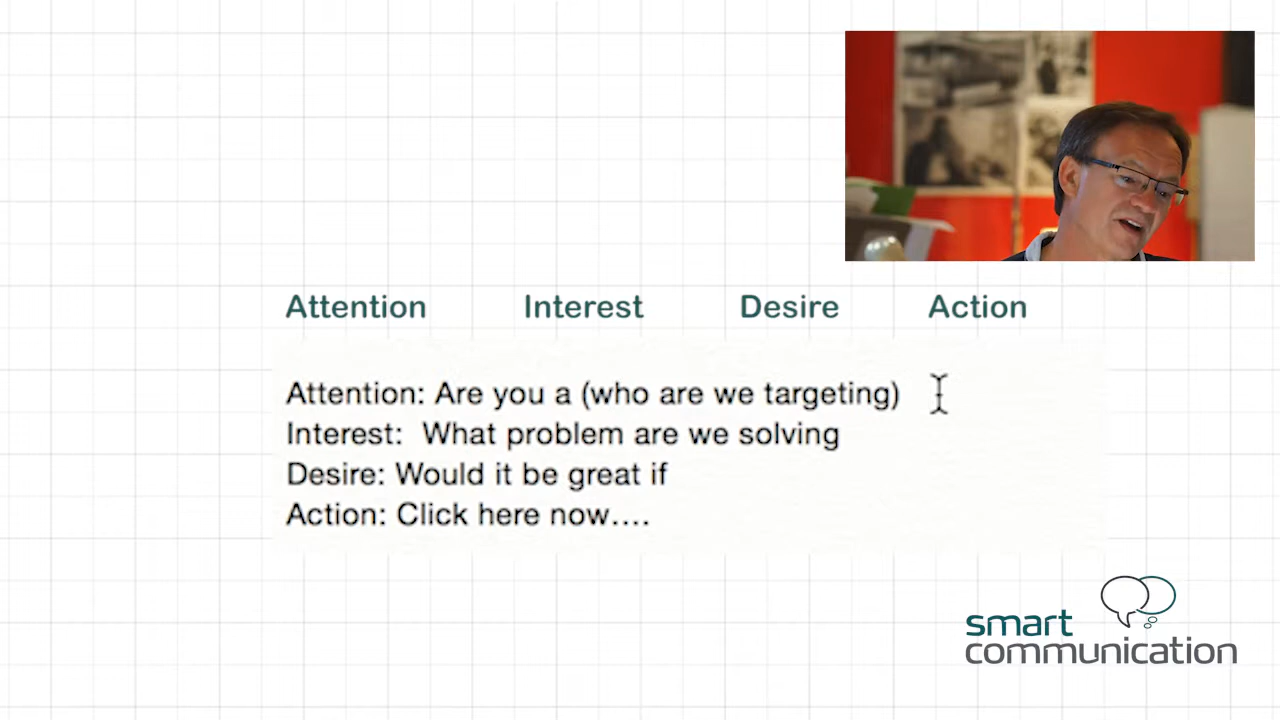 Attention Interest Desire Action
Attention: Are you a (who are we targeting)
Interest:  What problem are we solving
Desire: Would it be great if
Action: Click here now....
smart
communication